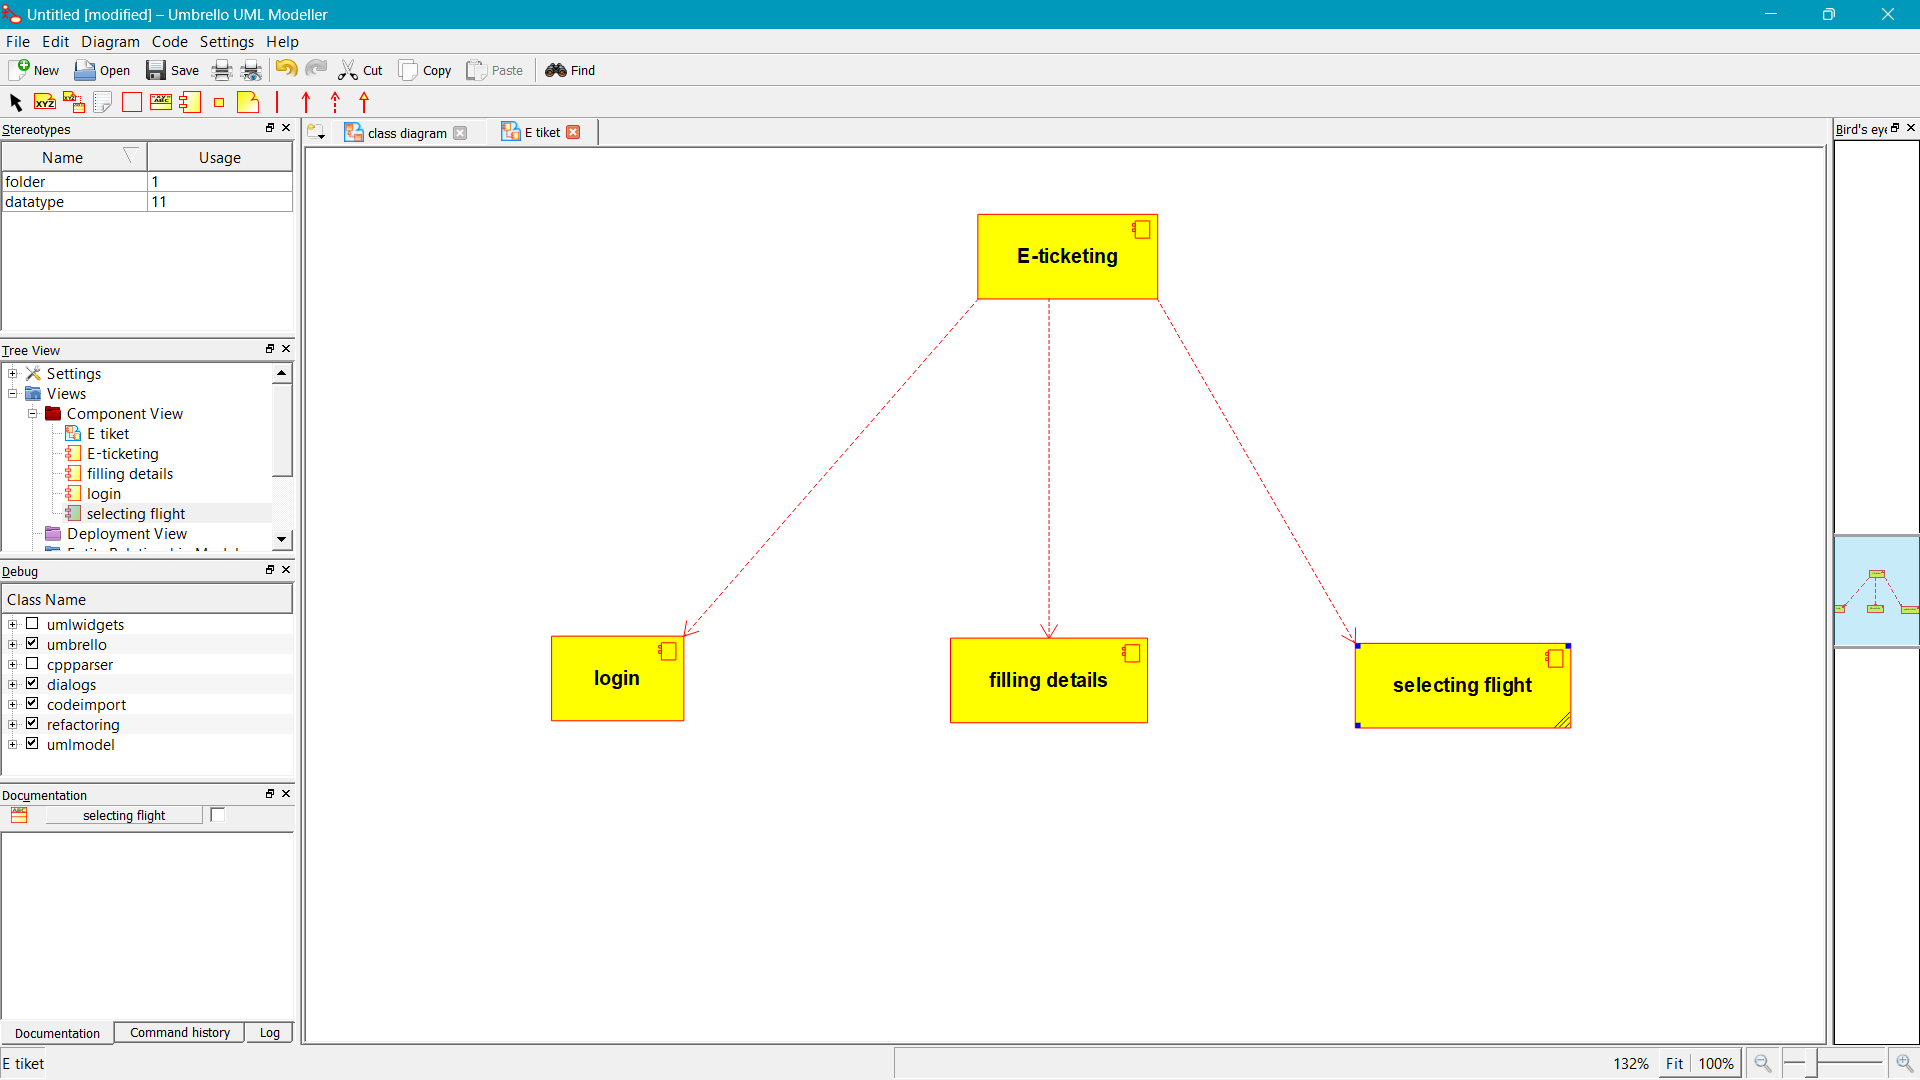 Untitled [modified] – Umbrello UML Modeller
File Edit Diagram Code Settings Help
New Open Save Cut Copy Paste Find
XYZ XYZ ABC
Stereotypes
Name Usage
folder 1
datatype 11
Tree View
Settings
Views
Component View
E tiket
E-ticketing
filling details
login
selecting flight
Deployment View
Debug
Class Name
umlwidgets
umbrello
cppparser
dialogs
codeimport
refactoring
umlmodel
Documentation
selecting flight
Documentation Command history Log
E tiket
class diagram E tiket
E-ticketing
login
filling details
selecting flight
Bird's eye
132% Fit 100%